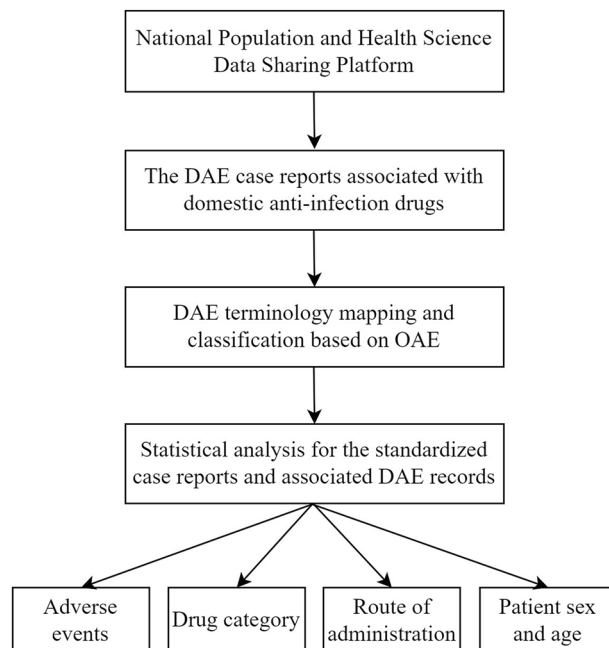 National Population and Health Science
Data Sharing Platform
The DAE case reports associated with
domestic anti-infection drugs
DAE terminology mapping and
classification based on OAE
Statistical analysis for the standardized
case reports and associated DAE records
Adverse
events
Drug category
Route of
administration
Patient sex
and age